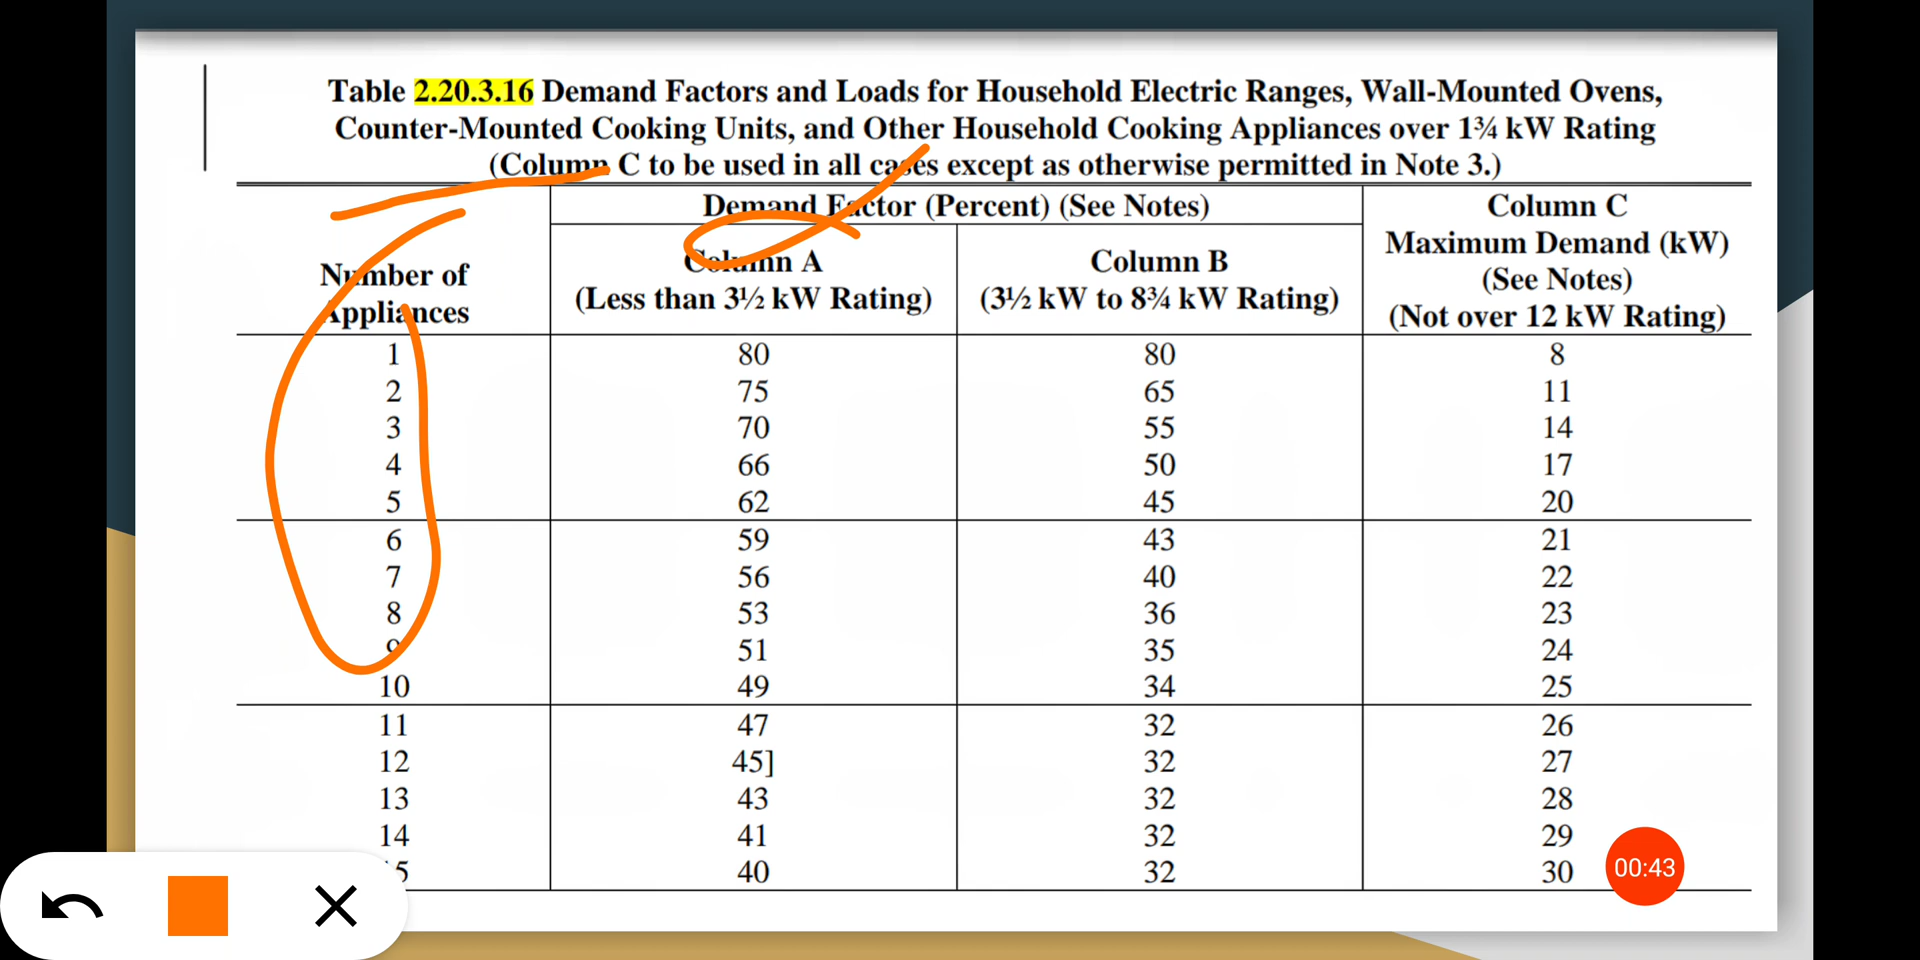 Table 2.20.3.16 Demand Factors and Loads for Household Electric Ranges, Wall-Mounted Ovens,
Counter-Mounted Cooking Units, and Other Household Cooking Appliances over 1¾ kW Rating
(Column C to be used in all cases except as otherwise permitted in Note 3.)
Number of
Appliances
Demand Factor (Percent) (See Notes)
Column A
(Less than 3½ kW Rating)
Column B
(3½ kW to 8¾ kW Rating)
Column C
Maximum Demand (kW)
(See Notes)
(Not over 12 kW Rating)
1 80 80 8
2 75 65 11
3 70 55 14
4 66 50 17
5 62 45 20
6 59 43 21
7 56 40 22
8 53 36 23
9 51 35 24
10 49 34 25
11 47 32 26
12 45] 32 27
13 43 32 28
14 41 32 29
15 40 32 30
00:43